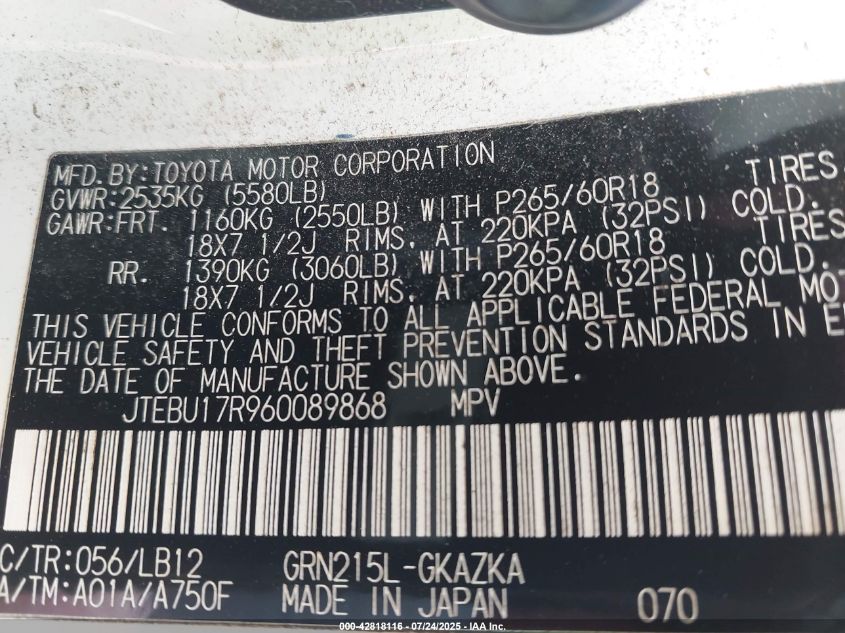 MFD. BY: TOYOTA MOTOR CORPORATION
GVWR: 2535KG (5580LB)
GAWR: FRT. 1160KG (2550LB) WITH P265/60R18 TIRES.
18X7 1/2J RIMS, AT 220KPA (32PSI) COLD.
RR. 1390KG (3060LB) WITH P265/60R18 TIRES
18X7 1/2J RIMS, AT 220KPA (32PSI) COLD.
THIS VEHICLE CONFORMS TO ALL APPLICABLE FEDERAL MO
VEHICLE SAFETY AND THEFT PREVENTION STANDARDS IN E
THE DATE OF MANUFACTURE SHOWN ABOVE.
JTEBU17R960089868 MPV
C/TR: 056/LB12 GRN215L-GKAZKA
A/TM: A01A/A750F MADE IN JAPAN 070
000-42818116 - 07/24/2025 - IAA Inc.